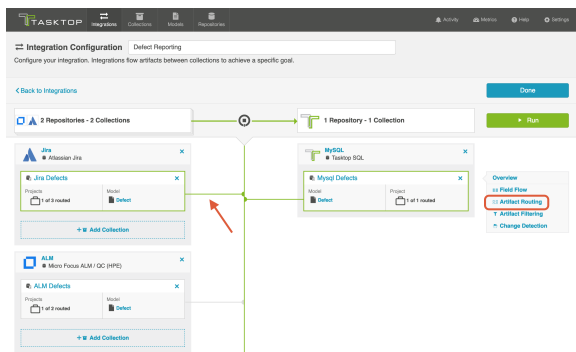 TASKTOP
Integrations
Collections
Models
Repositories
Activity
Metrics
Help
Settings
Integration Configuration
Defect Reporting
Configure your integration. Integrations flow artifacts between collections to achieve a specific goal.
Back to Integrations
Done
2 Repositories - 2 Collections
1 Repository - 1 Collection
Run
Jira
Atlassian Jira
Jira Defects
Projects
Model
1 of 3 routed
Defect
+ Add Collection
MySQL
Tasktop SQL
Mysql Defects
Model
Project
Defect
1 of 1 routed
Overview
Field Flow
Artifact Routing
Artifact Filtering
Change Detection
ALM
Micro Focus ALM / QC (HPE)
ALM Defects
Projects
Model
1 of 2 routed
Defect
+ Add Collection